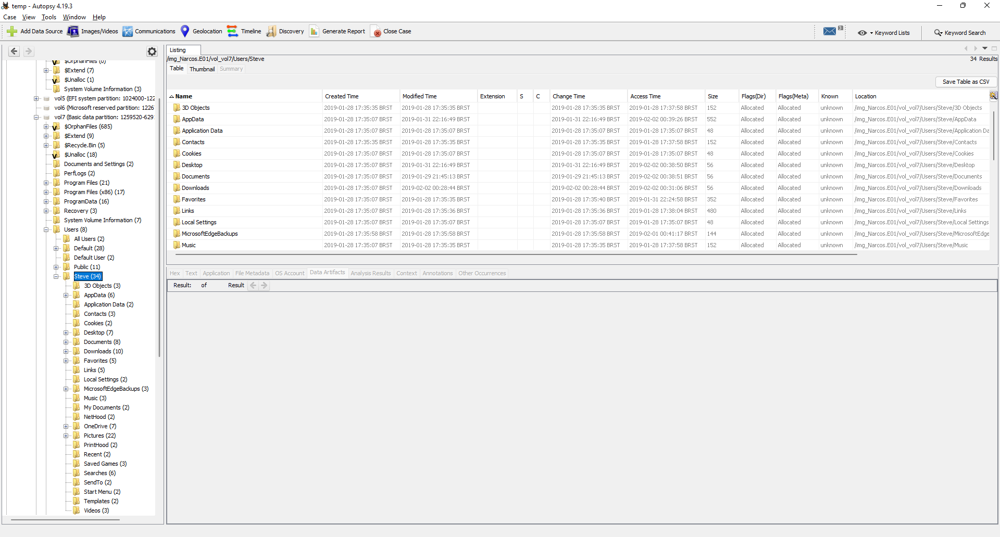 temp - Autopsy 4.19.3
Case View Tools Window Help
Add Data Source Images/Videos Communications Geolocation Timeline Discovery Generate Report Close Case 3 Keyword Lists Keyword Search
$OrphanFiles (0)
$Extend (7)
$Unalloc (1)
System Volume Information (3)
vol5 (EFI system partition: 1024000-122
vol6 (Microsoft reserved partition: 1226
vol7 (Basic data partition: 1259520-629
$OrphanFiles (685)
$Extend (9)
$Recycle.Bin (5)
$Unalloc (18)
Documents and Settings (2)
PerfLogs (2)
Program Files (21)
Program Files (x86) (17)
ProgramData (16)
Recovery (3)
System Volume Information (7)
Users (8)
All Users (2)
Default (28)
Default User (2)
Public (11)
Steve (34)
3D Objects (3)
AppData (6)
Application Data (2)
Contacts (3)
Cookies (2)
Desktop (7)
Documents (8)
Downloads (10)
Favorites (5)
Links (5)
Local Settings (2)
MicrosoftEdgeBackups (3)
Music (3)
My Documents (2)
NetHood (2)
OneDrive (7)
Pictures (22)
PrintHood (2)
Recent (2)
Saved Games (3)
Searches (6)
SendTo (2)
Start Menu (2)
Templates (2)
Videos (3)
Listing
/img_Narcos.E01/vol_vol7/Users/Steve
34 Results
Table Thumbnail Summary
Save Table as CSV
Name Created Time Modified Time Extension S C Change Time Access Time Size Flags(Dir) Flags(Meta) Known Location
3D Objects 2019-01-28 17:35:35 BRST 2019-01-28 17:35:35 BRST 2019-01-28 17:35:35 BRST 2019-01-28 17:37:58 BRST 152 Allocated Allocated unknown /img_Narcos.E01/vol_vol7/Users/Steve/3D Objects
AppData 2019-01-28 17:35:07 BRST 2019-01-31 22:16:49 BRST 2019-01-31 22:16:49 BRST 2019-02-02 00:39:26 BRST 552 Allocated Allocated unknown /img_Narcos.E01/vol_vol7/Users/Steve/AppData
Application Data 2019-01-28 17:35:07 BRST 2019-01-28 17:35:07 BRST 2019-01-28 17:35:07 BRST 2019-01-28 17:35:07 BRST 48 Allocated Allocated unknown /img_Narcos.E01/vol_vol7/Users/Steve/Application Da
Contacts 2019-01-28 17:35:35 BRST 2019-01-28 17:35:35 BRST 2019-01-28 17:35:35 BRST 2019-01-28 17:37:58 BRST 152 Allocated Allocated unknown /img_Narcos.E01/vol_vol7/Users/Steve/Contacts
Cookies 2019-01-28 17:35:07 BRST 2019-01-28 17:35:07 BRST 2019-01-28 17:35:07 BRST 2019-01-28 17:35:07 BRST 48 Allocated Allocated unknown /img_Narcos.E01/vol_vol7/Users/Steve/Cookies
Desktop 2019-01-28 17:35:07 BRST 2019-01-31 22:16:49 BRST 2019-01-31 22:16:49 BRST 2019-02-02 00:38:50 BRST 56 Allocated Allocated unknown /img_Narcos.E01/vol_vol7/Users/Steve/Desktop
Documents 2019-01-28 17:35:07 BRST 2019-01-29 21:45:13 BRST 2019-01-29 21:45:13 BRST 2019-02-02 00:38:51 BRST 56 Allocated Allocated unknown /img_Narcos.E01/vol_vol7/Users/Steve/Documents
Downloads 2019-01-28 17:35:07 BRST 2019-02-02 00:28:44 BRST 2019-02-02 00:28:44 BRST 2019-02-02 00:31:06 BRST 56 Allocated Allocated unknown /img_Narcos.E01/vol_vol7/Users/Steve/Downloads
Favorites 2019-01-28 17:35:07 BRST 2019-01-28 17:35:35 BRST 2019-01-28 17:35:40 BRST 2019-01-31 22:24:58 BRST 352 Allocated Allocated unknown /img_Narcos.E01/vol_vol7/Users/Steve/Favorites
Links 2019-01-28 17:35:07 BRST 2019-01-28 17:35:36 BRST 2019-01-28 17:35:36 BRST 2019-01-28 17:38:04 BRST 480 Allocated Allocated unknown /img_Narcos.E01/vol_vol7/Users/Steve/Links
Local Settings 2019-01-28 17:35:07 BRST 2019-01-28 17:35:07 BRST 2019-01-28 17:35:07 BRST 2019-01-28 17:35:07 BRST 48 Allocated Allocated unknown /img_Narcos.E01/vol_vol7/Users/Steve/Local Settings
MicrosoftEdgeBackups 2019-01-28 17:35:58 BRST 2019-01-28 17:35:58 BRST 2019-01-28 17:35:58 BRST 2019-02-01 00:41:17 BRST 144 Allocated Allocated unknown /img_Narcos.E01/vol_vol7/Users/Steve/MicrosoftEdge
Music 2019-01-28 17:35:07 BRST 2019-01-28 17:35:35 BRST 2019-01-28 17:35:35 BRST 2019-01-28 17:37:58 BRST 152 Allocated Allocated unknown /img_Narcos.E01/vol_vol7/Users/Steve/Music
Hex Text Application File Metadata OS Account Data Artifacts Analysis Results Context Annotations Other Occurrences
Result: of Result